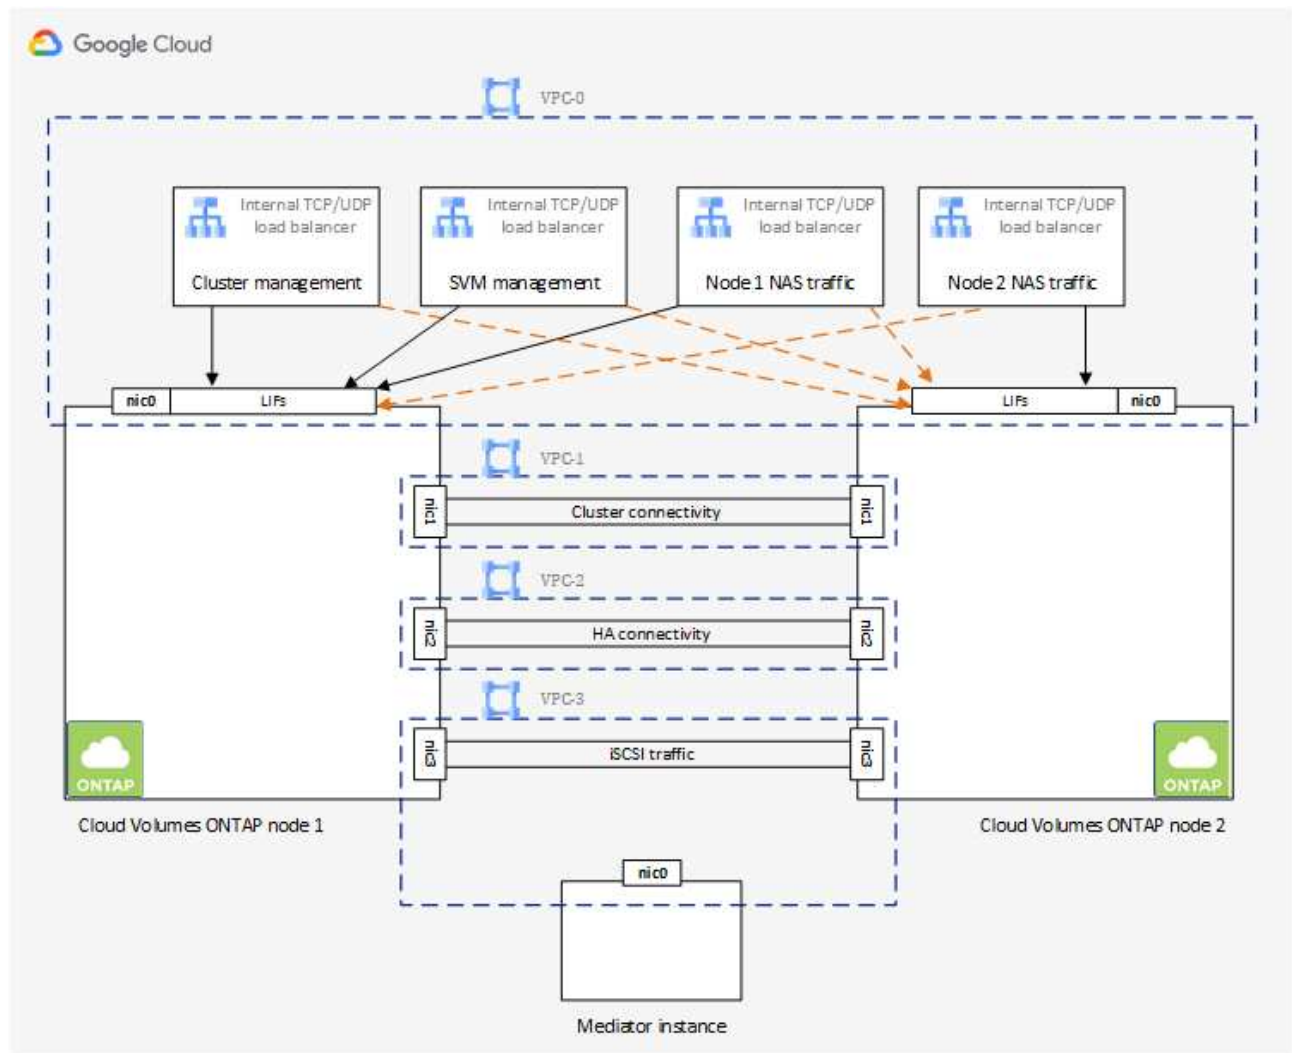 Google Cloud
VPC-0
Internal TCP/UDP
load balancer
Cluster management
Internal TCP/UDP
load balancer
SVM management
Internal TCP/UDP
load balancer
Node 1 NAS traffic
Internal TCP/UDP
load balancer
Node 2 NAS traffic
nic0
LIFs
LIFs
nic0
VPC-1
nic1
Cluster connectivity
nic1
VPC-2
nic2
HA connectivity
nic2
VPC-3
nic3
iSCSI traffic
nic3
ONTAP
ONTAP
Cloud Volumes ONTAP node 1
Cloud Volumes ONTAP node 2
nic0
Mediator instance